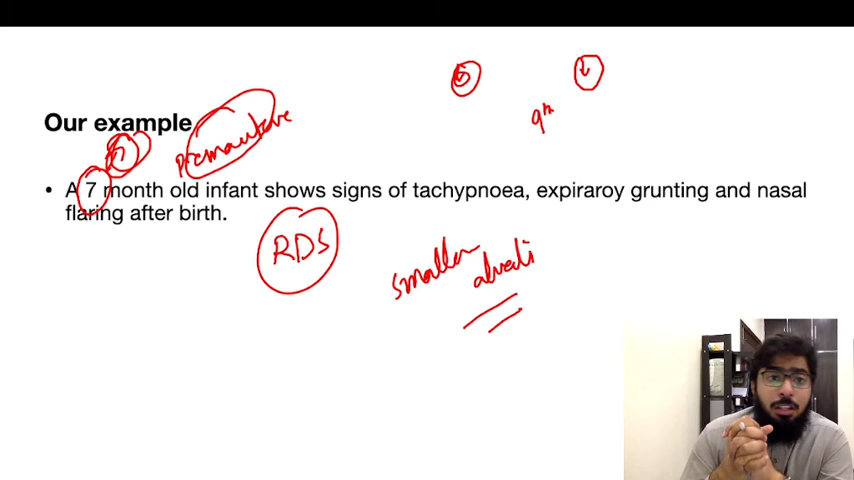 Our example
premature
7
• A 7 month old infant shows signs of tachypnoea, expiraroy grunting and nasal
flaring after birth.
RDS
smaller
alveoli
9th